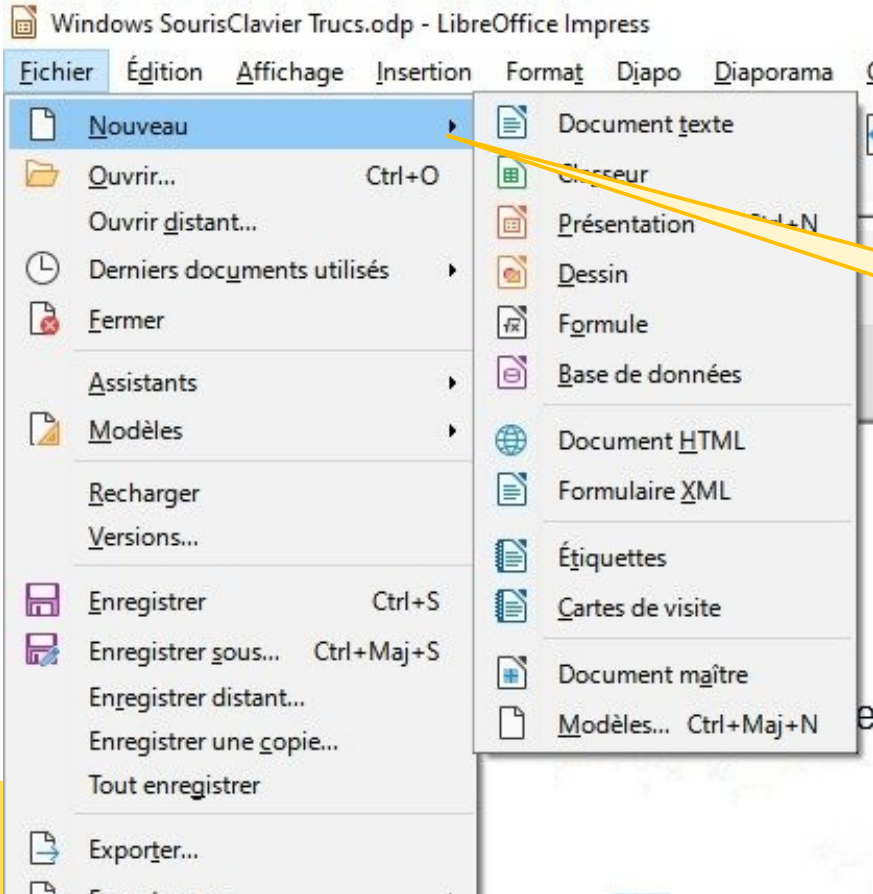 Windows SourisClavier Trucs.odp - LibreOffice Impress
Fichier Édition Affichage Insertion Format Diapo Diaporama
Nouveau
Ouvrir... Ctrl+O
Ouvrir distant...
Derniers documents utilisés
Fermer
Assistants
Modèles
Recharger
Versions...
Enregistrer Ctrl+S
Enregistrer sous... Ctrl+Maj+S
Enregistrer distant...
Enregistrer une copie...
Tout enregistrer
Exporter...
Document texte
Classeur
Présentation Ctrl+N
Dessin
Formule
Base de données
Document HTML
Formulaire XML
Étiquettes
Cartes de visite
Document maître
Modèles... Ctrl+Maj+N